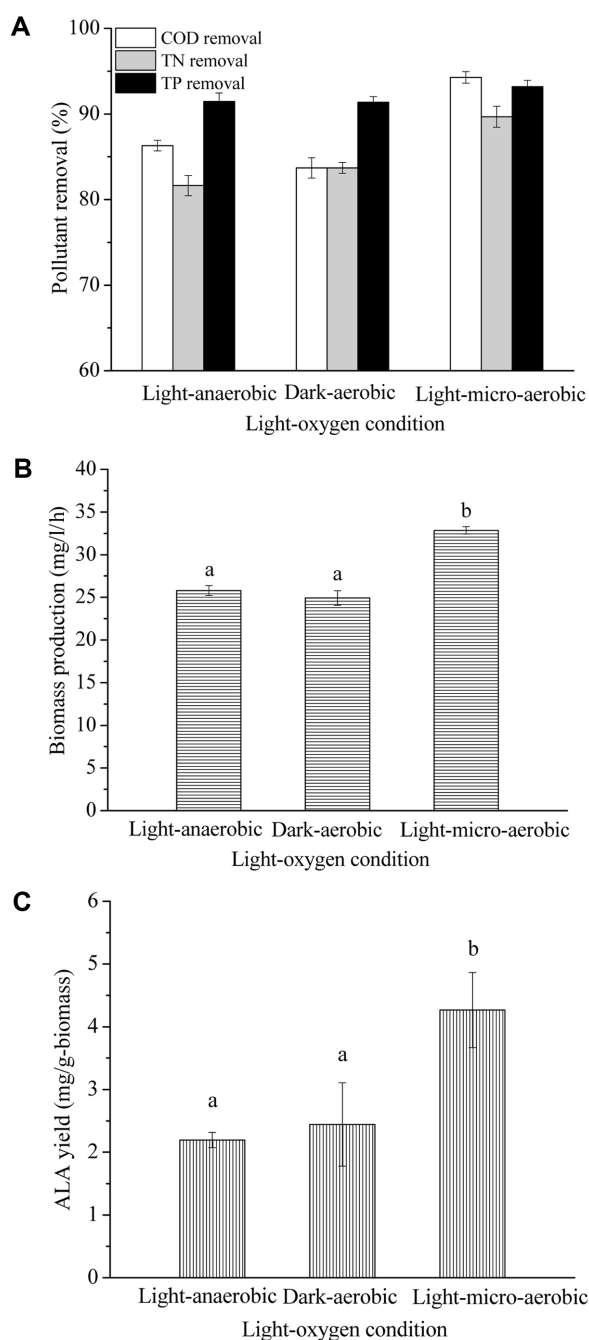 A
COD removal
TN removal
TP removal
Pollutant removal (%)
100
90
80
70
60
Light-anaerobic Dark-aerobic Light-micro-aerobic
Light-oxygen condition
B
Biomass production (mg/l/h)
40
35
30
25
20
15
10
5
0
a
a
b
Light-anaerobic Dark-aerobic Light-micro-aerobic
Light-oxygen condition
C
ALA yield (mg/g-biomass)
6
5
4
3
2
1
0
a
a
b
Light-anaerobic Dark-aerobic Light-micro-aerobic
Light-oxygen condition